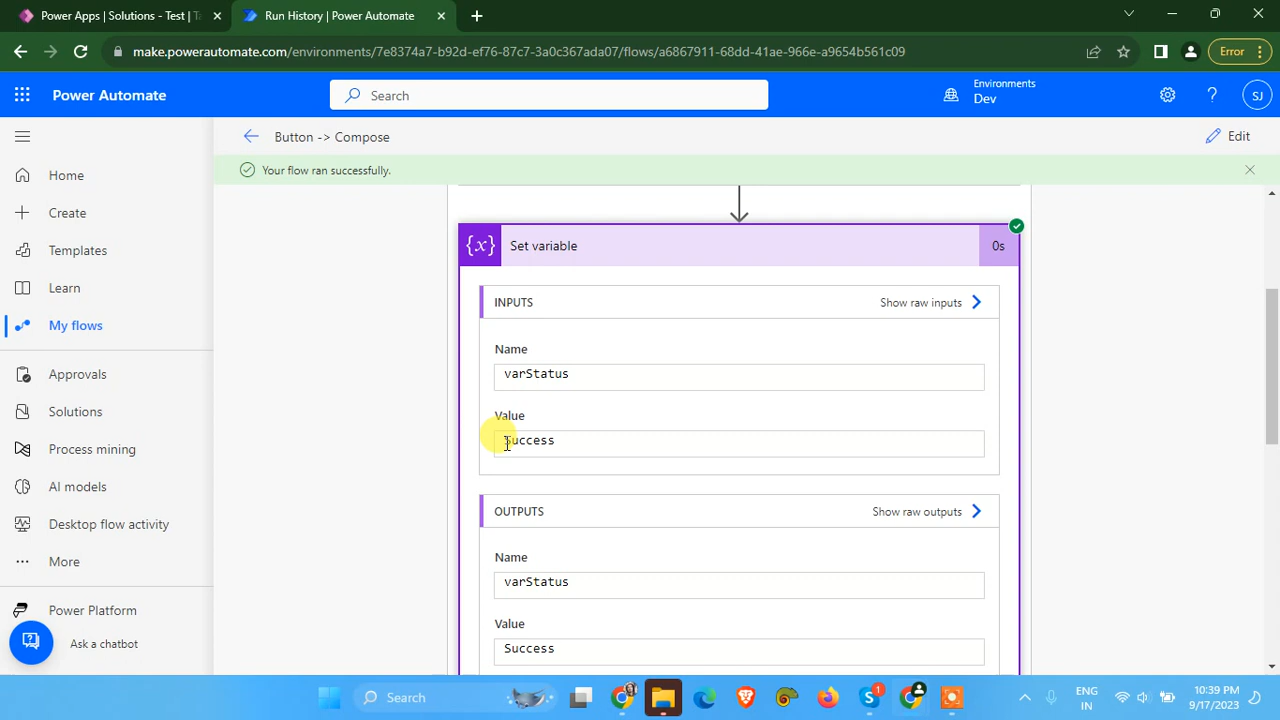 Power Apps | Solutions - Test | Ta
Run History | Power Automate
make.powerautomate.com/environments/7e8374a7-b92d-ef76-87c7-3a0c367ada07/flows/a6867911-68dd-41ae-966e-a9654b561c09
Error
Power Automate
Search
Environments
Dev
SJ
Button -> Compose
Edit
Your flow ran successfully.
Home
Create
Templates
Learn
My flows
Approvals
Solutions
Process monitoring
AI models
Desktop flow activity
More
Power Platform
Ask a chatbot
{x}
Set variable
0s
INPUTS
Show raw inputs
Name
varStatus
Value
Success
OUTPUTS
Show raw outputs
Name
varStatus
Value
Success
Search
1
ENG
IN
10:39 PM
9/17/2023